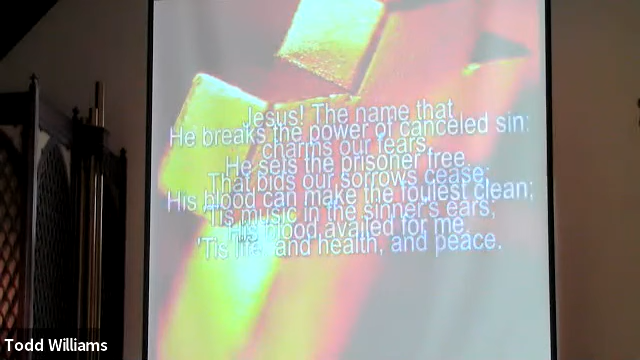 Jesus! The name that
He breaks the power of canceled sin;
charms our fears,
He sets the prisoner free.
That bids our sorrows cease;
His blood can make the foulest clean;
'Tis music in the sinner's ears,
His blood availed for me.
'Tis life, and health, and peace.
Todd Williams